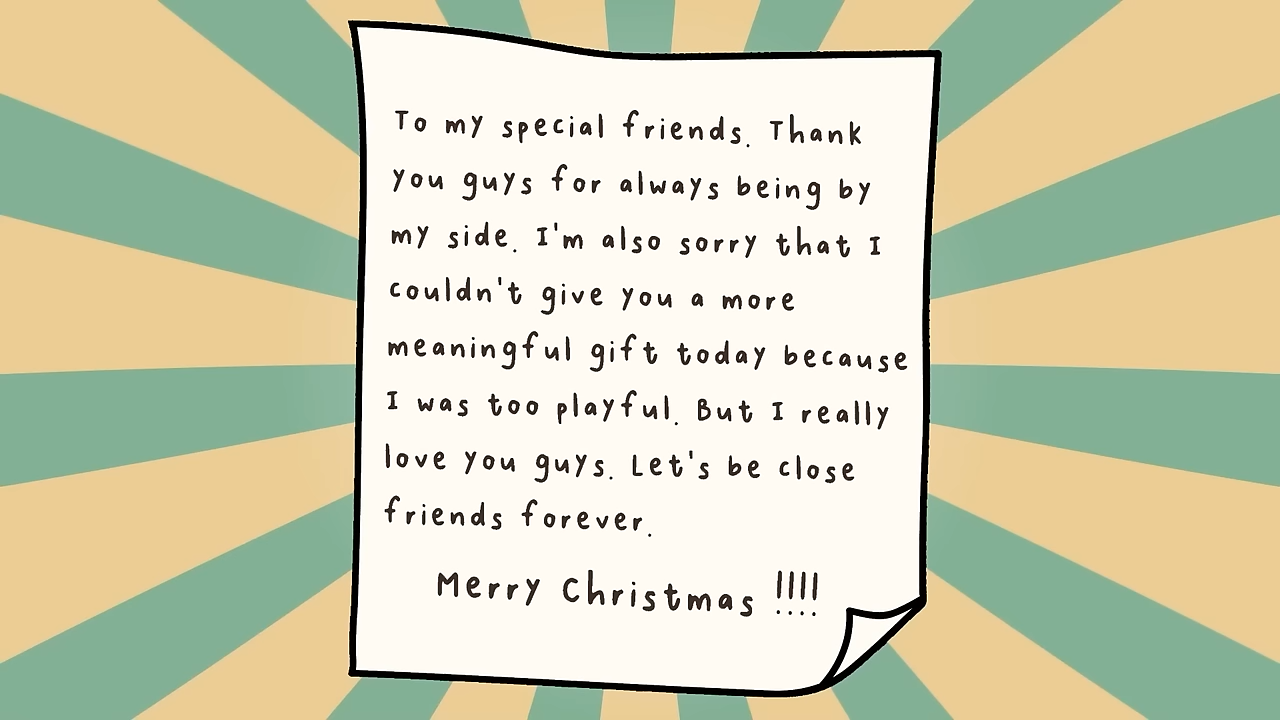 To my special friends. Thank
you guys for always being by
my side. I'm also sorry that I
couldn't give you a more
meaningful gift today because
I was too playful. But I really
love you guys. Let's be close
friends forever.
Merry Christmas !!!!